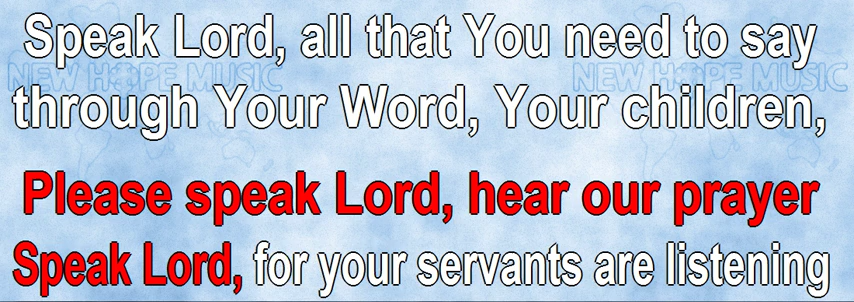 Speak Lord, all that You need to say
NEW HOPE MUSIC NEW HOPE MUSIC
through Your Word, Your children,
Please speak Lord, hear our prayer
Speak Lord, for your servants are listening